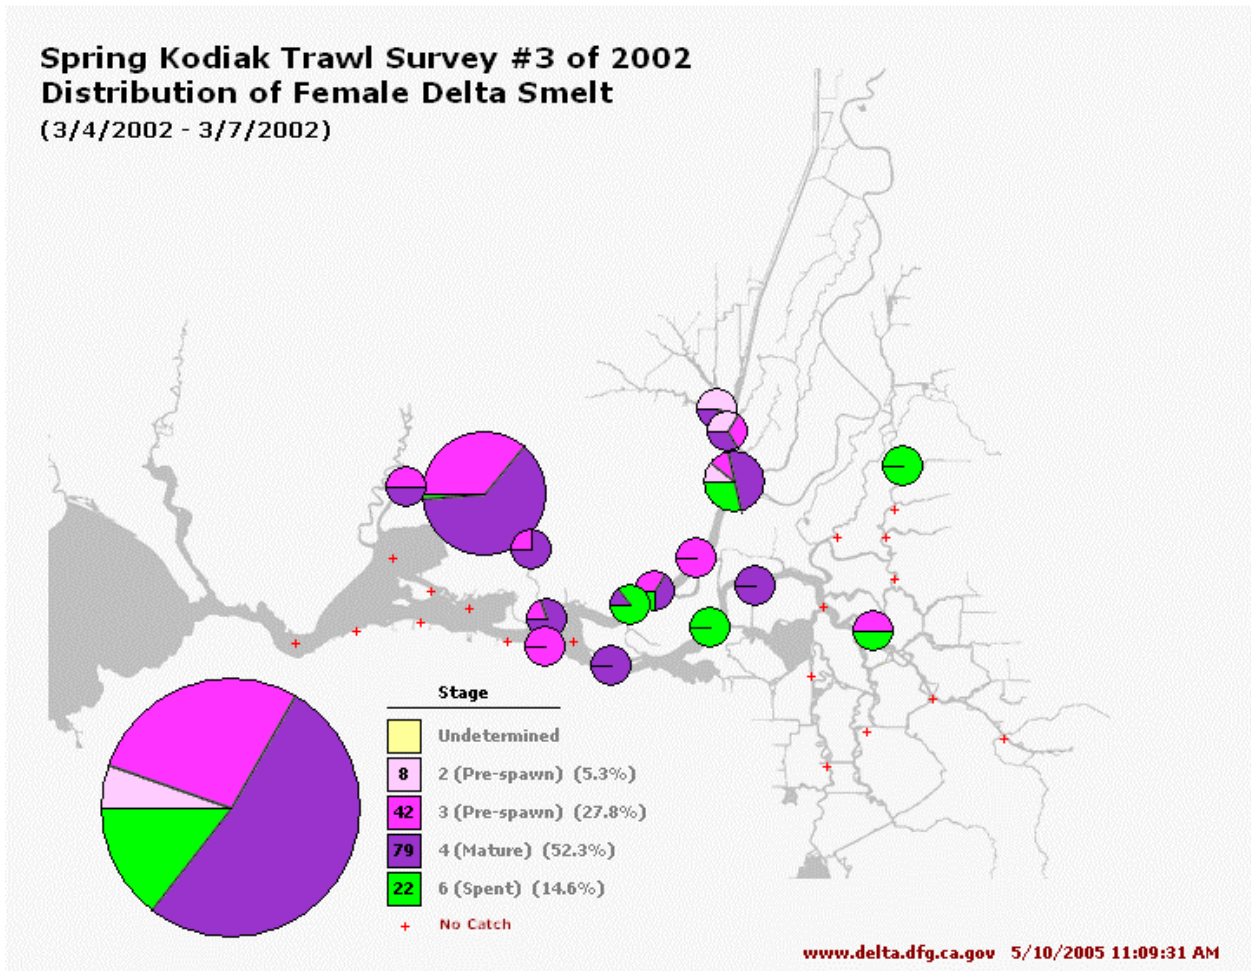 Spring Kodiak Trawl Survey #3 of 2002
Distribution of Female Delta Smelt
(3/4/2002 - 3/7/2002)
Stage
Undetermined
8 2 (Pre-spawn) (5.3%)
42 3 (Pre-spawn) (27.8%)
79 4 (Mature) (52.3%)
22 6 (Spent) (14.6%)
+ No Catch
www.delta.dfg.ca.gov 5/10/2005 11:09:31 AM